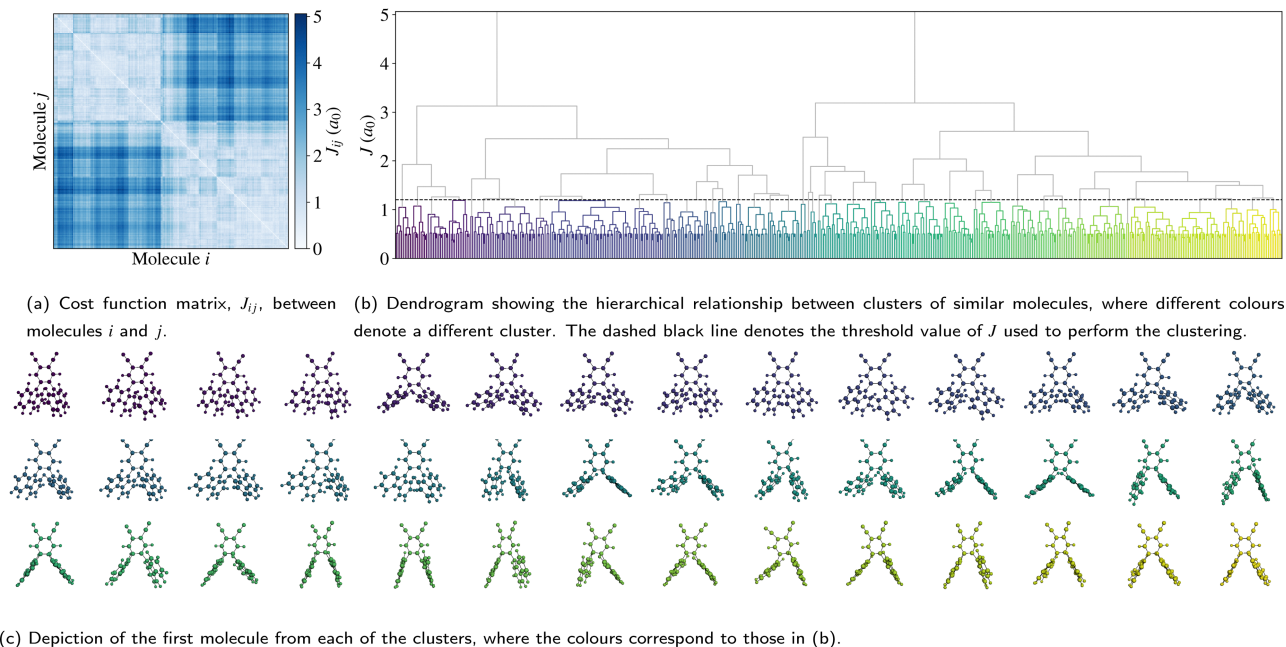 5
4
3
2
1
0
J_ij (a_0)
Molecule j
Molecule i
5
4
3
2
1
0
J (a_0)
(a) Cost function matrix, J_ij, between
molecules i and j.
(b) Dendrogram showing the hierarchical relationship between clusters of similar molecules, where different colours
denote a different cluster. The dashed black line denotes the threshold value of J used to perform the clustering.
(c) Depiction of the first molecule from each of the clusters, where the colours correspond to those in (b).